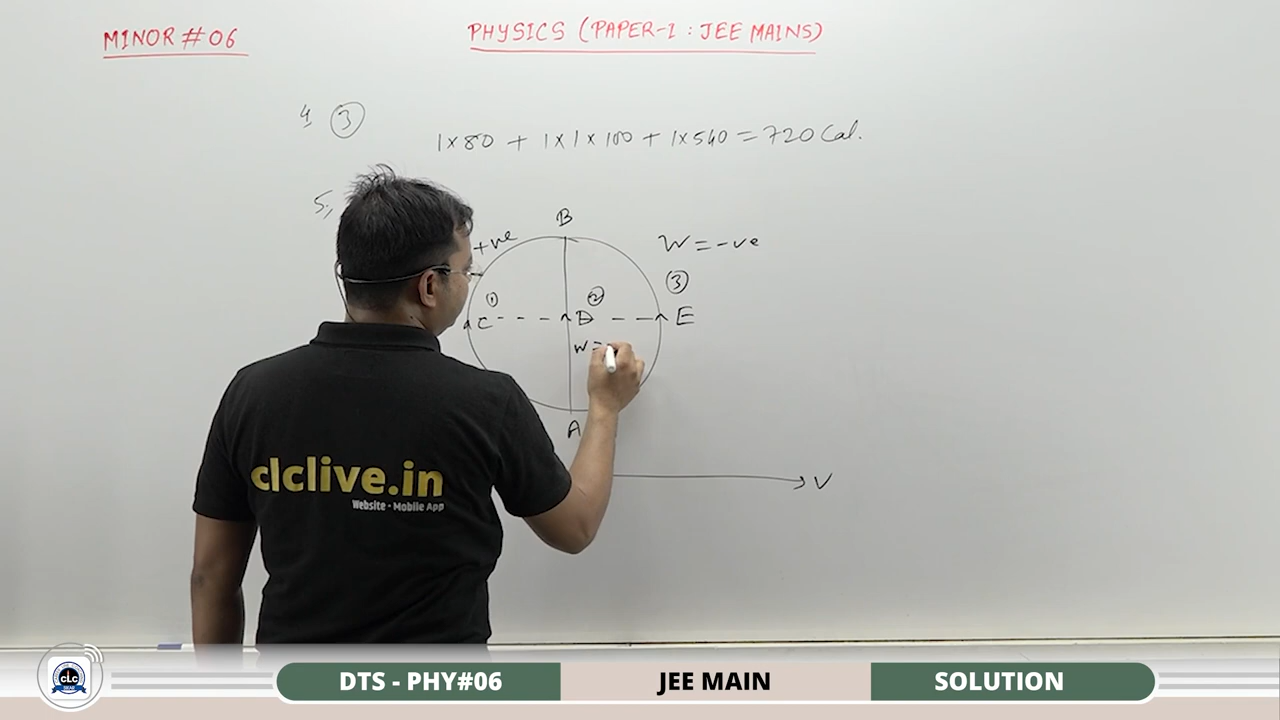 MINOR # 06
PHYSICS (PAPER-1 : JEE MAINS)
4 ③
1×80 + 1×1×100 + 1×540 = 720 Cal.
5,
B
+ve
W = -ve
① ② ③
C D E
W =
A
V
clclive.in
Website • Mobile App
CLC
DTS - PHY#06
JEE MAIN
SOLUTION